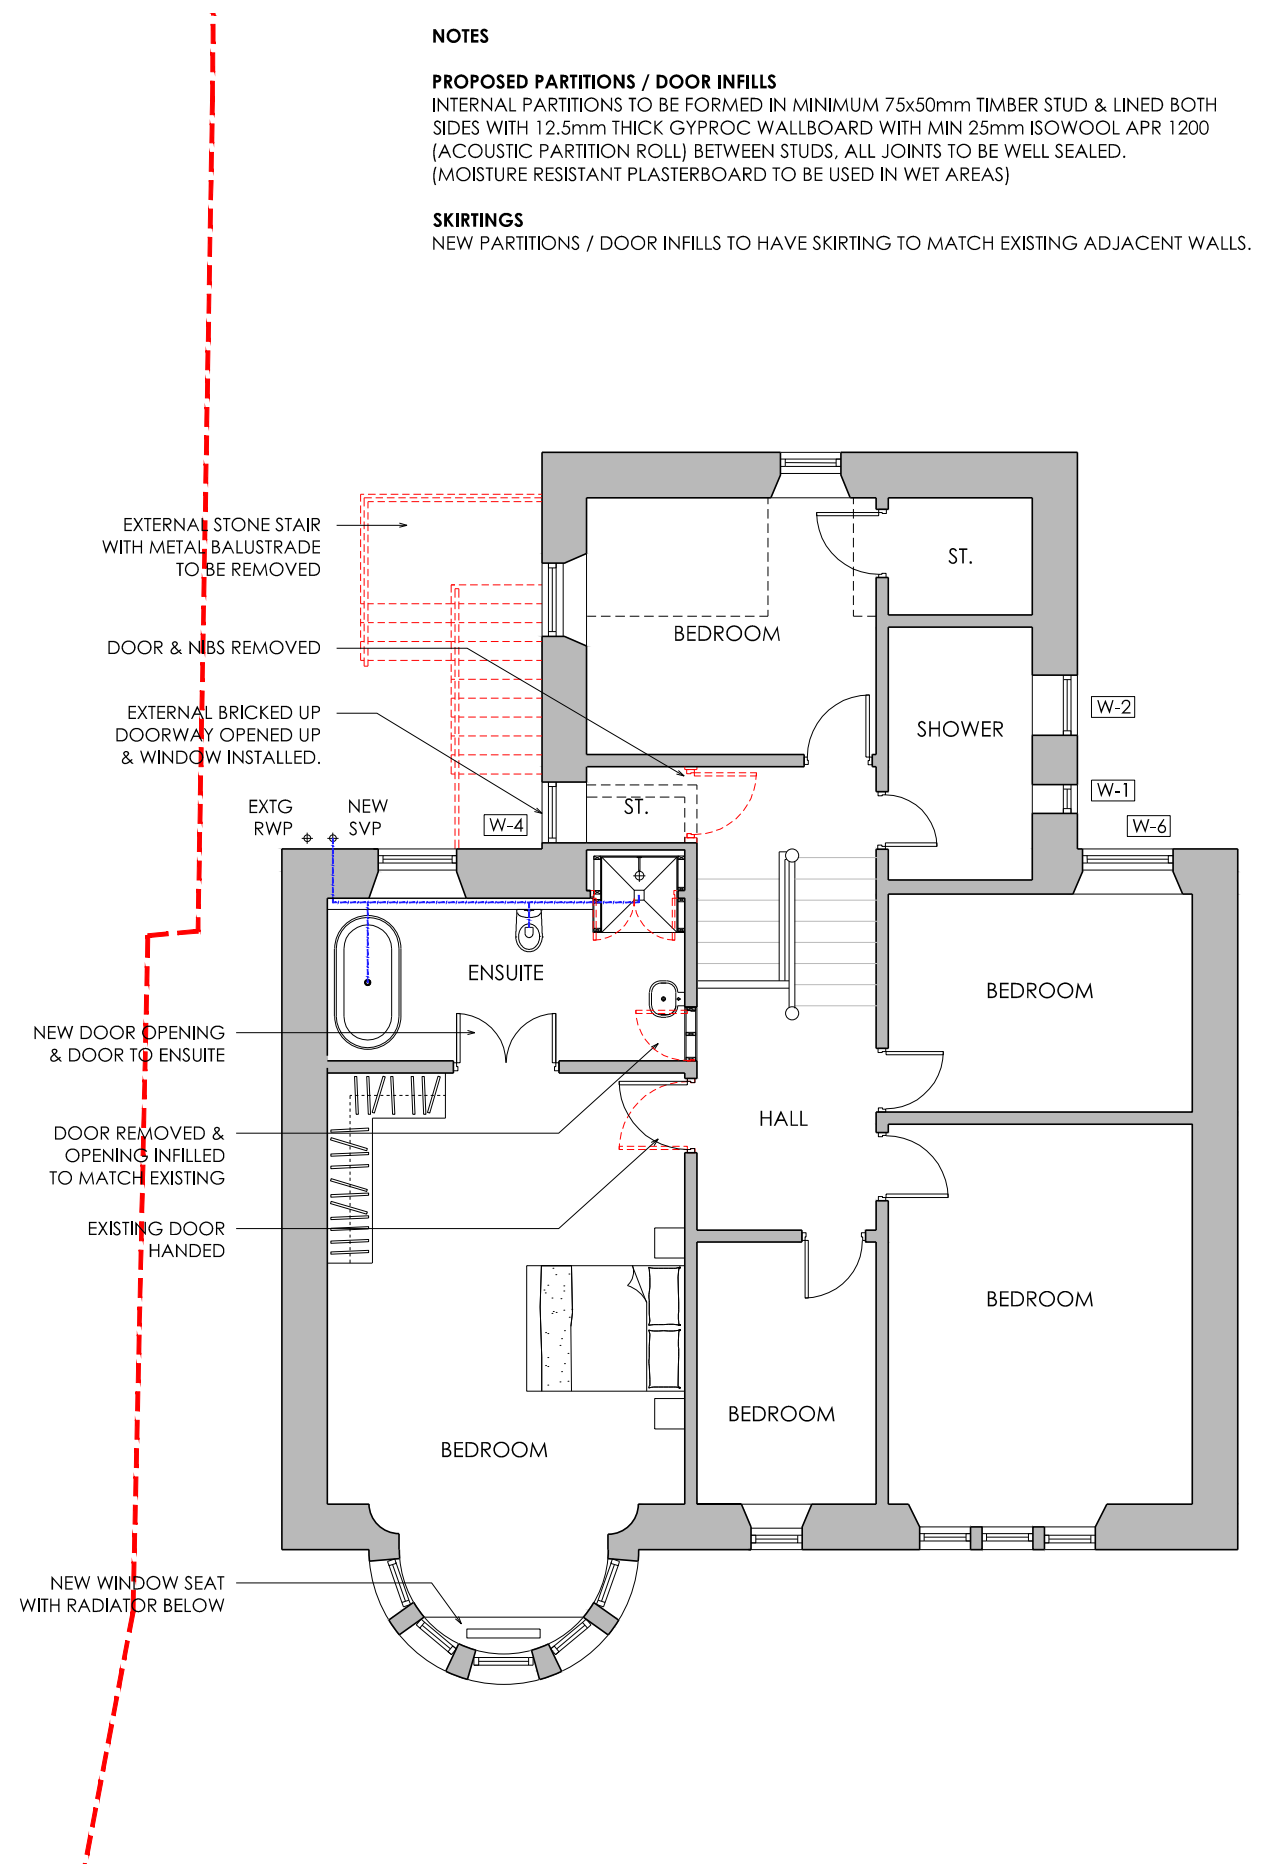 NOTES
PROPOSED PARTITIONS / DOOR INFILLS
INTERNAL PARTITIONS TO BE FORMED IN MINIMUM 75x50mm TIMBER STUD & LINED BOTH
SIDES WITH 12.5mm THICK GYPROC WALLBOARD WITH MIN 25mm ISOWOOL APR 1200
(ACOUSTIC PARTITION ROLL) BETWEEN STUDS, ALL JOINTS TO BE WELL SEALED.
(MOISTURE RESISTANT PLASTERBOARD TO BE USED IN WET AREAS)
SKIRTINGS
NEW PARTITIONS / DOOR INFILLS TO HAVE SKIRTING TO MATCH EXISTING ADJACENT WALLS.
EXTERNAL STONE STAIR
WITH METAL BALUSTRADE
TO BE REMOVED
ST.
BEDROOM
DOOR & NIBS REMOVED
EXTERNAL BRICKED UP
DOORWAY OPENED UP
& WINDOW INSTALLED.
SHOWER
W-2
W-1
EXTG
RWP
NEW
SVP
W-4
ST.
W-6
ENSUITE
BEDROOM
NEW DOOR OPENING
& DOOR TO ENSUITE
HALL
DOOR REMOVED &
OPENING INFILLED
TO MATCH EXISTING
EXISTING DOOR
HANDED
BEDROOM
BEDROOM
BEDROOM
NEW WINDOW SEAT
WITH RADIATOR BELOW